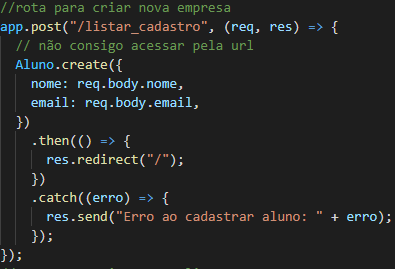 //rota para criar nova empresa
app.post("/listar_cadastro", (req, res) => {
  // não consigo acessar pela url
  Aluno.create({
    nome: req.body.nome,
    email: req.body.email,
  })
    .then(() => {
      res.redirect("/");
    })
    .catch((erro) => {
      res.send("Erro ao cadastrar aluno: " + erro);
    });
});